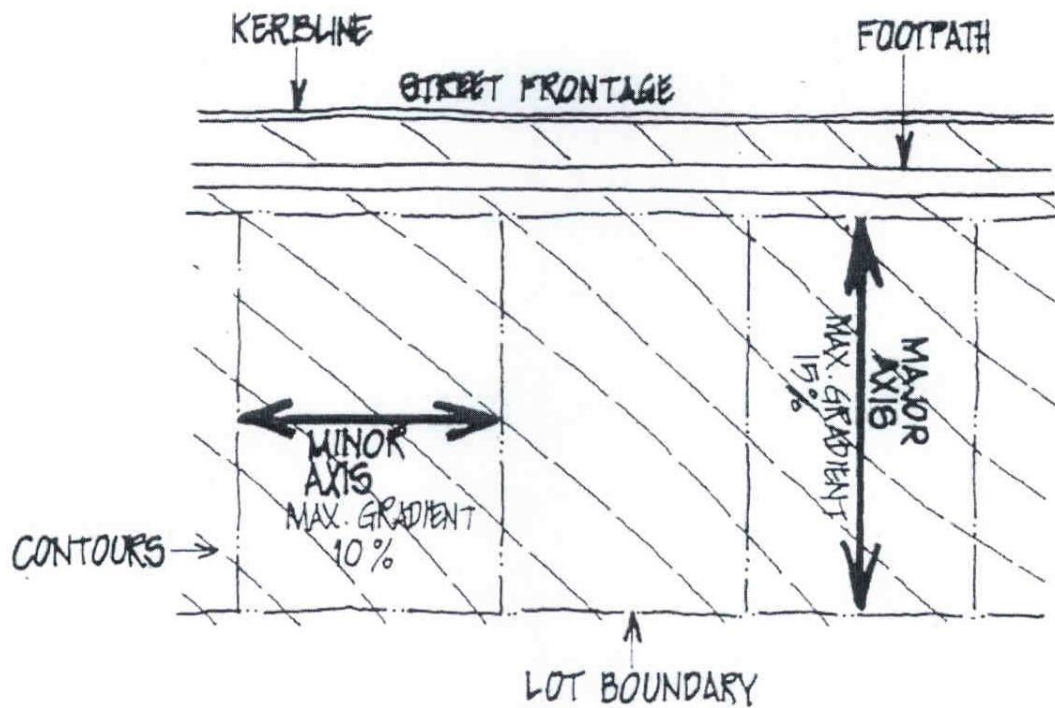 KERBLINE
FOOTPATH
STREET FRONTAGE
MAJOR
AXIS
MAX. GRADIENT
15%
MINOR
AXIS
MAX. GRADIENT
10%
CONTOURS
LOT BOUNDARY